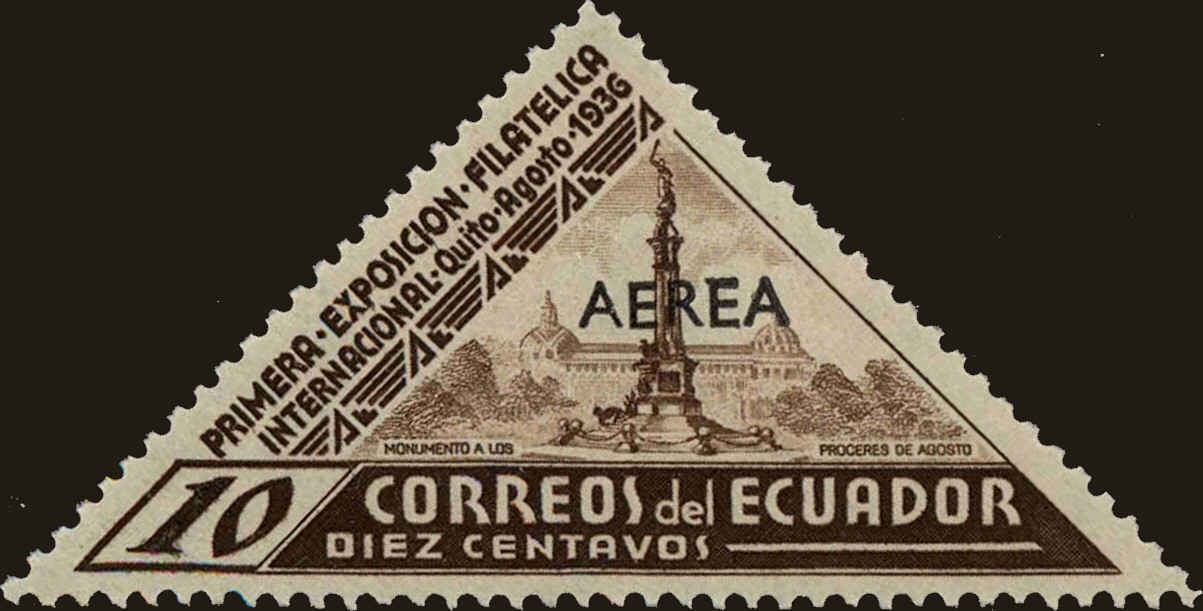 PRIMERA·EXPOSICION·FILATELICA
INTERNACIONAL·Quito·Agosto·1936
AEREA
MONUMENTO A LOS PROCERES DE AGOSTO
10
CORREOS del ECUADOR
DIEZ CENTAVOS